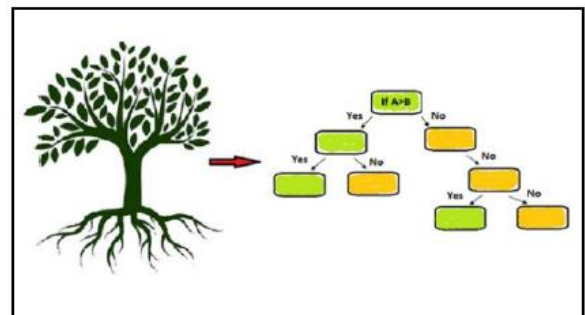 If A>B
Yes
No
Yes
No
No
Yes
No